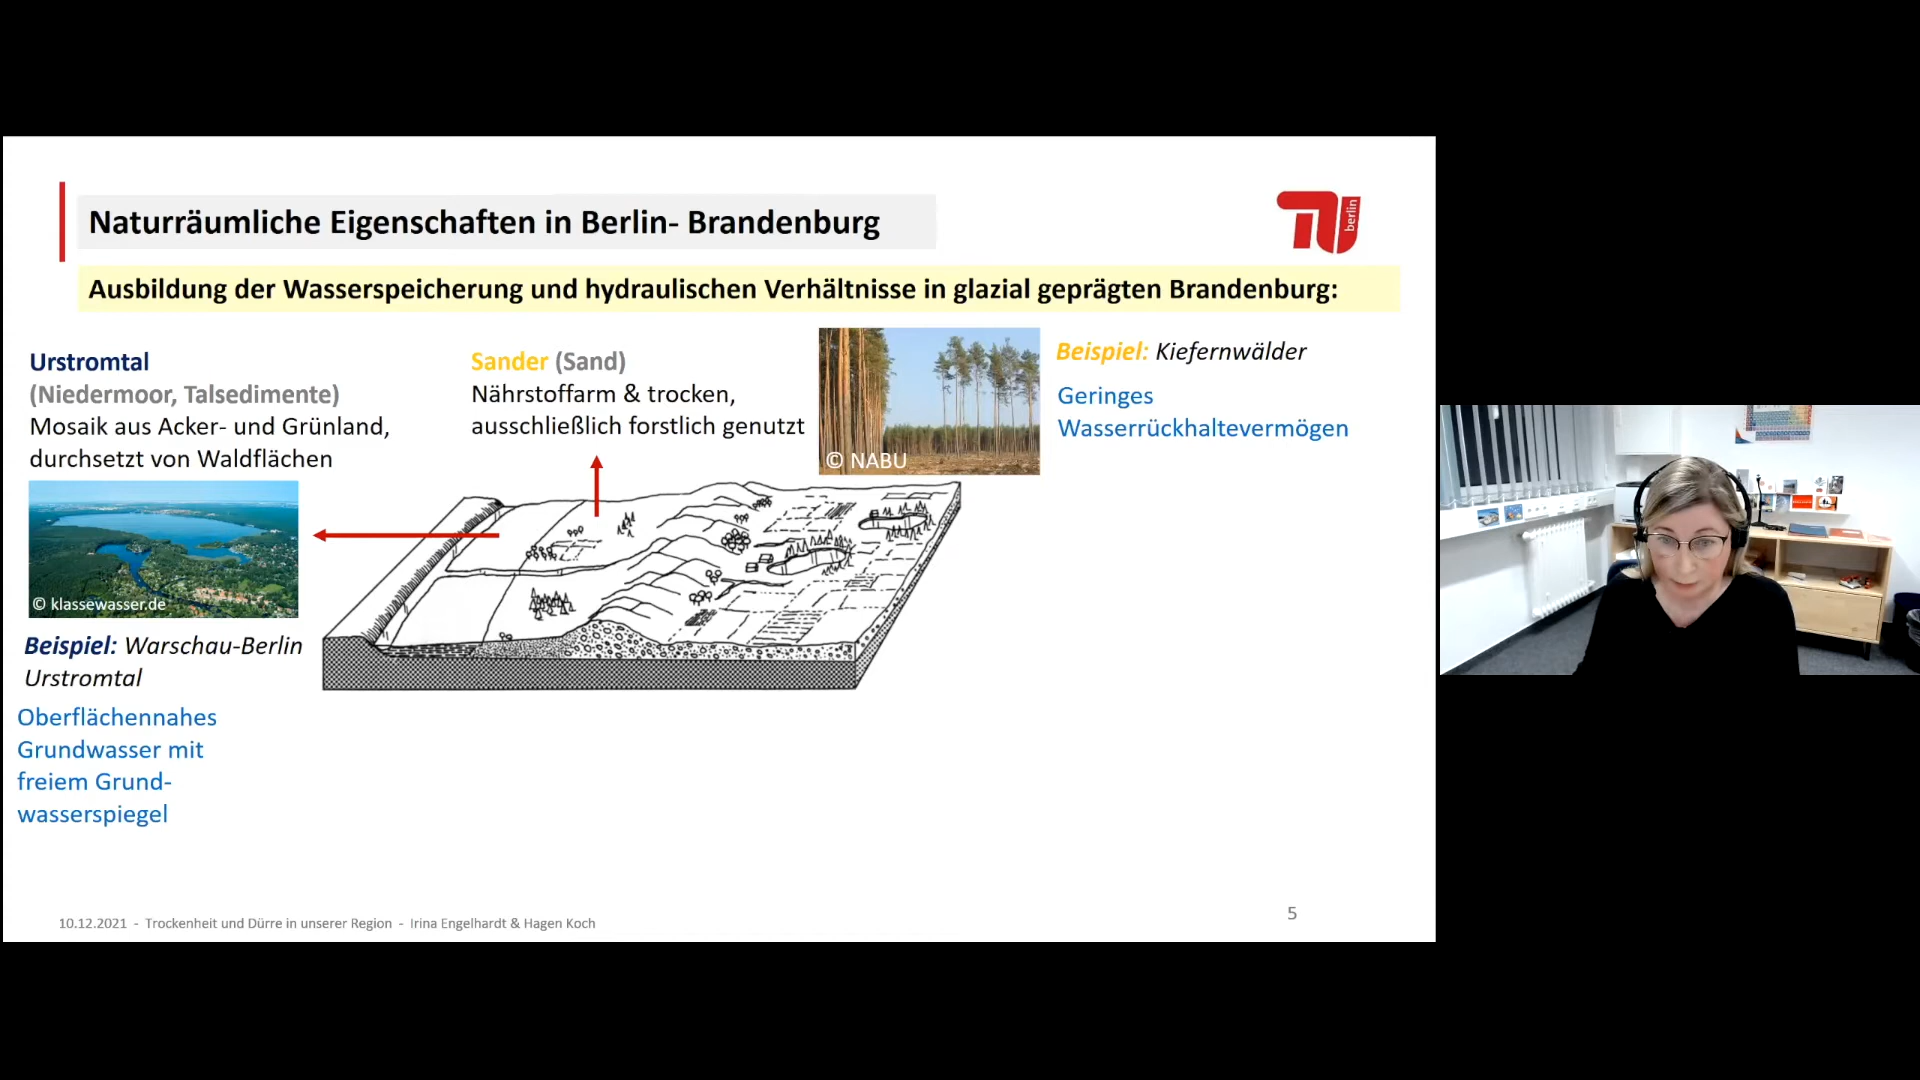 Naturräumliche Eigenschaften in Berlin- Brandenburg
berlin
Ausbildung der Wasserspeicherung und hydraulischen Verhältnisse in glazial geprägten Brandenburg:
Urstromtal
(Niedermoor, Talsedimente)
Mosaik aus Acker- und Grünland,
durchsetzt von Waldflächen
© klassewasser.de
Beispiel: Warschau-Berlin
Urstromtal
Oberflächennahes
Grundwasser mit
freiem Grund-
wasserspiegel
Sander (Sand)
Nährstoffarm & trocken,
ausschließlich forstlich genutzt
© NABU
Beispiel: Kiefernwälder
Geringes
Wasserrückhaltevermögen
10.12.2021 - Trockenheit und Dürre in unserer Region - Irina Engelhardt & Hagen Koch
5